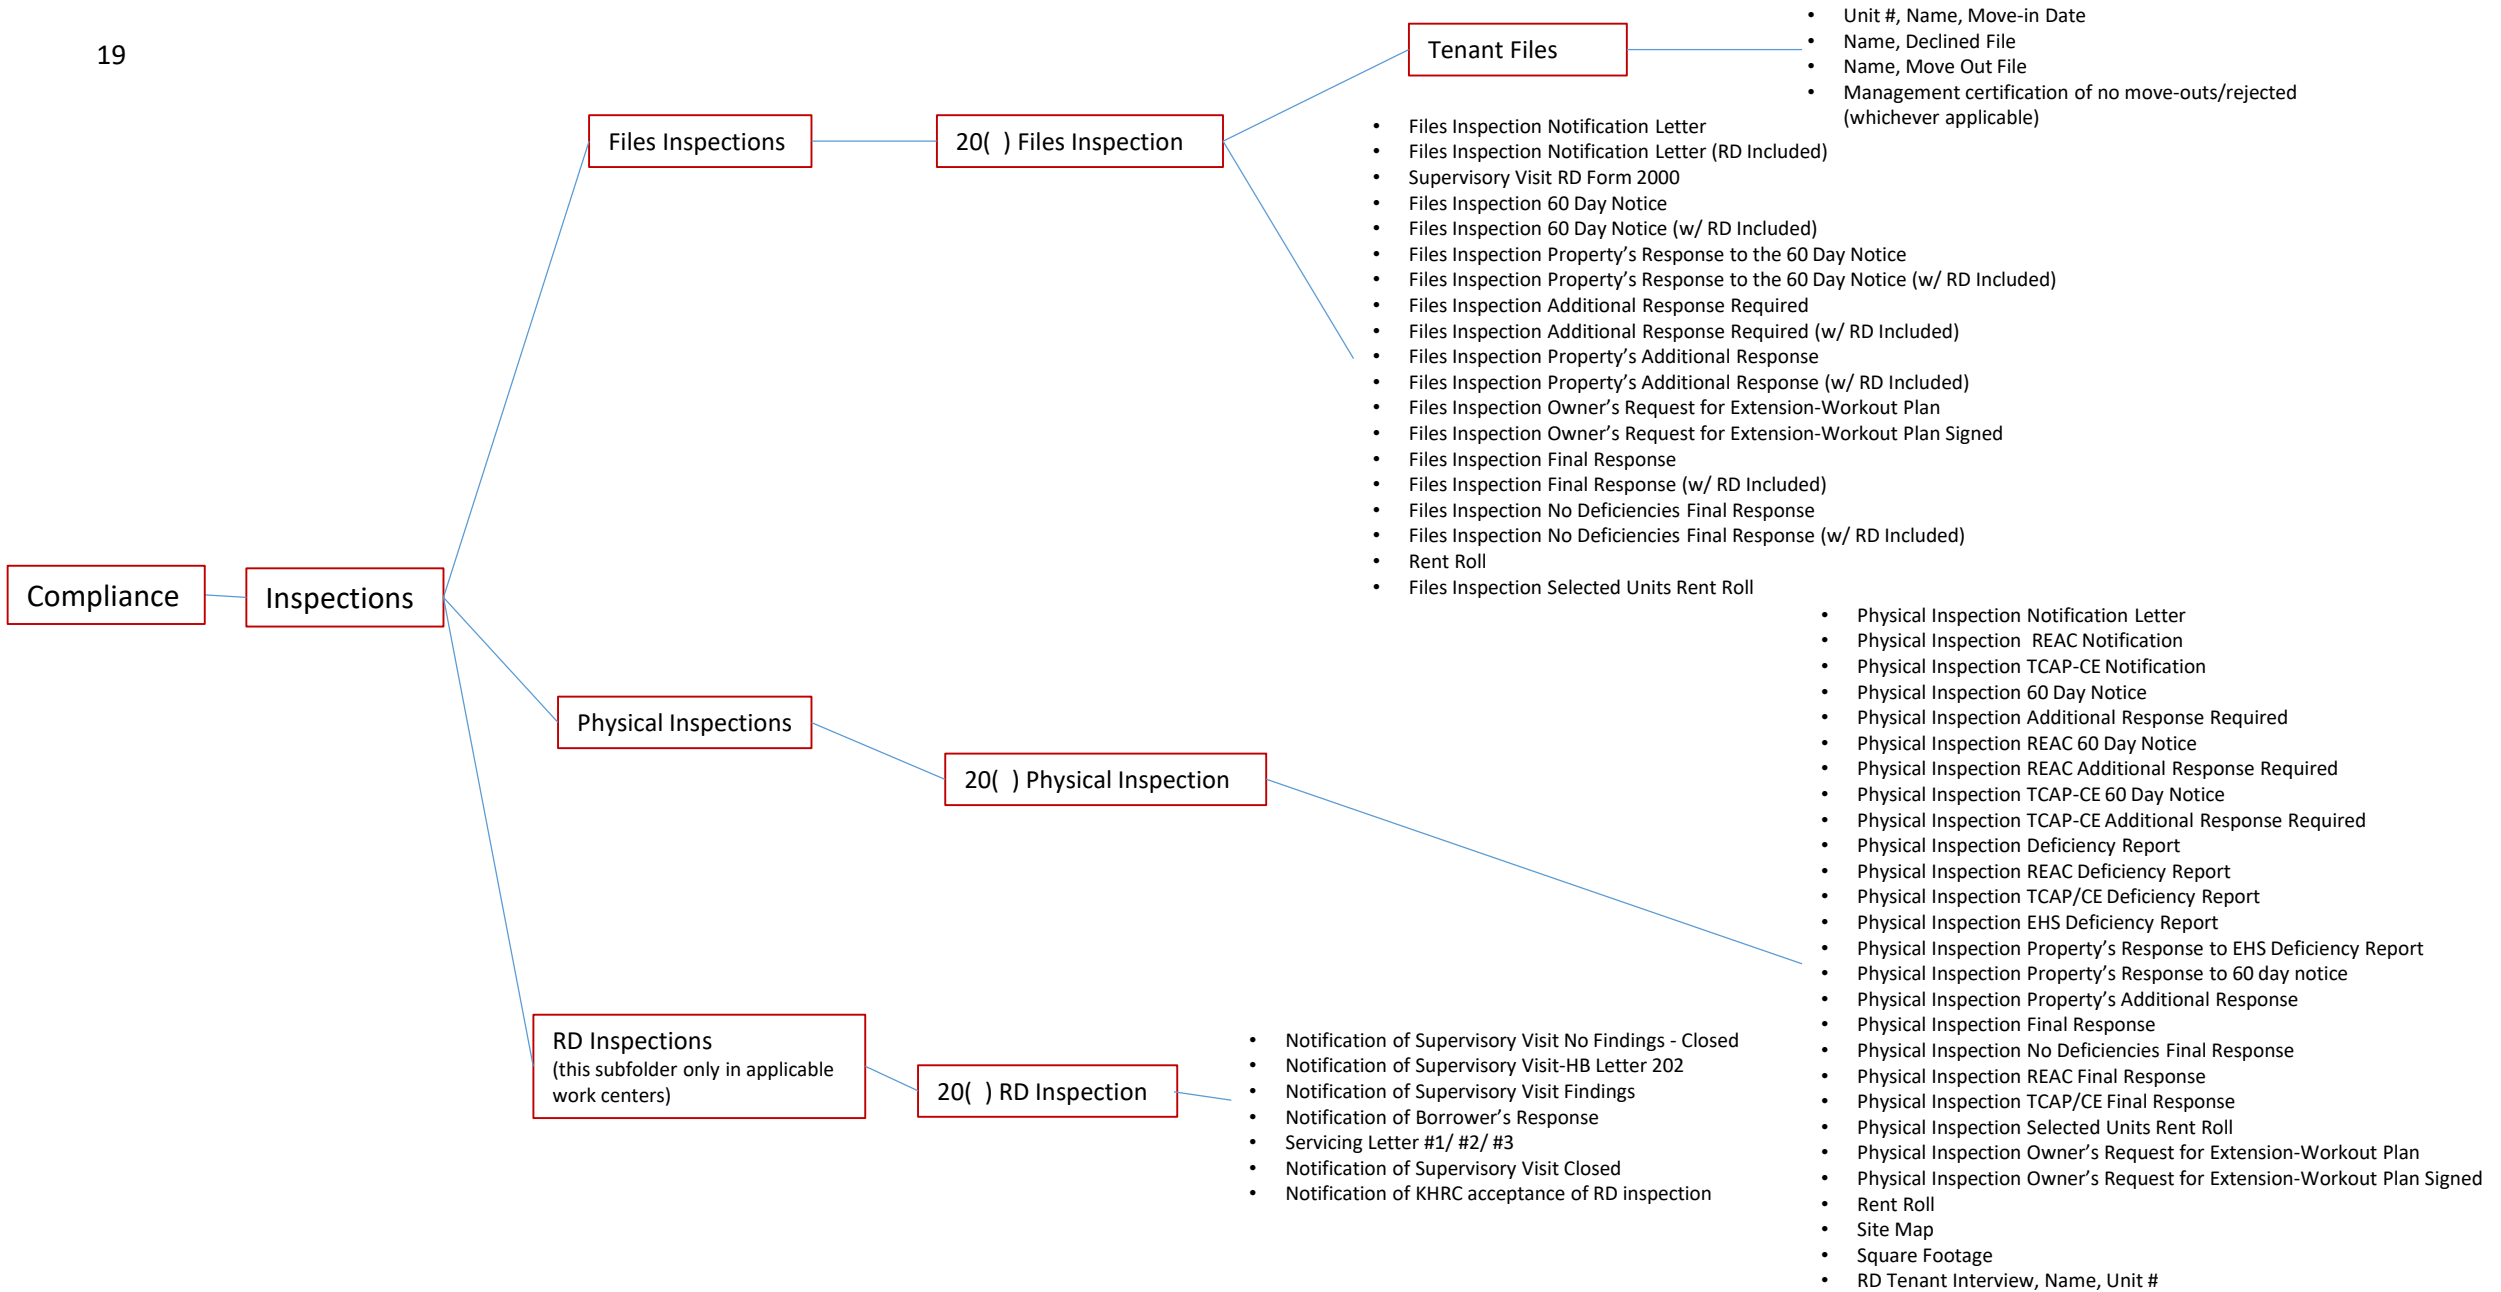 19
Compliance
Inspections
Files Inspections
20(  ) Files Inspection
Tenant Files
• Unit #, Name, Move-in Date
• Name, Declined File
• Name, Move Out File
• Management certification of no move-outs/rejected
(whichever applicable)
• Files Inspection Notification Letter
• Files Inspection Notification Letter (RD Included)
• Supervisory Visit RD Form 2000
• Files Inspection 60 Day Notice
• Files Inspection 60 Day Notice (w/ RD Included)
• Files Inspection Property’s Response to the 60 Day Notice
• Files Inspection Property’s Response to the 60 Day Notice (w/ RD Included)
• Files Inspection Additional Response Required
• Files Inspection Additional Response Required (w/ RD Included)
• Files Inspection Property’s Additional Response
• Files Inspection Property’s Additional Response (w/ RD Included)
• Files Inspection Owner’s Request for Extension-Workout Plan
• Files Inspection Owner’s Request for Extension-Workout Plan Signed
• Files Inspection Final Response
• Files Inspection Final Response (w/ RD Included)
• Files Inspection No Deficiencies Final Response
• Files Inspection No Deficiencies Final Response (w/ RD Included)
• Rent Roll
• Files Inspection Selected Units Rent Roll
Physical Inspections
20(  ) Physical Inspection
• Physical Inspection Notification Letter
• Physical Inspection  REAC Notification
• Physical Inspection TCAP-CE Notification
• Physical Inspection 60 Day Notice
• Physical Inspection Additional Response Required
• Physical Inspection REAC 60 Day Notice
• Physical Inspection REAC Additional Response Required
• Physical Inspection TCAP-CE 60 Day Notice
• Physical Inspection TCAP-CE Additional Response Required
• Physical Inspection Deficiency Report
• Physical Inspection REAC Deficiency Report
• Physical Inspection TCAP/CE Deficiency Report
• Physical Inspection EHS Deficiency Report
• Physical Inspection Property’s Response to EHS Deficiency Report
• Physical Inspection Property’s Response to 60 day notice
• Physical Inspection Property’s Additional Response
• Physical Inspection Final Response
• Physical Inspection No Deficiencies Final Response
• Physical Inspection REAC Final Response
• Physical Inspection TCAP/CE Final Response
• Physical Inspection Selected Units Rent Roll
• Physical Inspection Owner’s Request for Extension-Workout Plan
• Physical Inspection Owner’s Request for Extension-Workout Plan Signed
• Rent Roll
• Site Map
• Square Footage
• RD Tenant Interview, Name, Unit #
RD Inspections
(this subfolder only in applicable
work centers)
20(  ) RD Inspection
• Notification of Supervisory Visit No Findings - Closed
• Notification of Supervisory Visit-HB Letter 202
• Notification of Supervisory Visit Findings
• Notification of Borrower’s Response
• Servicing Letter #1/ #2/ #3
• Notification of Supervisory Visit Closed
• Notification of KHRC acceptance of RD inspection